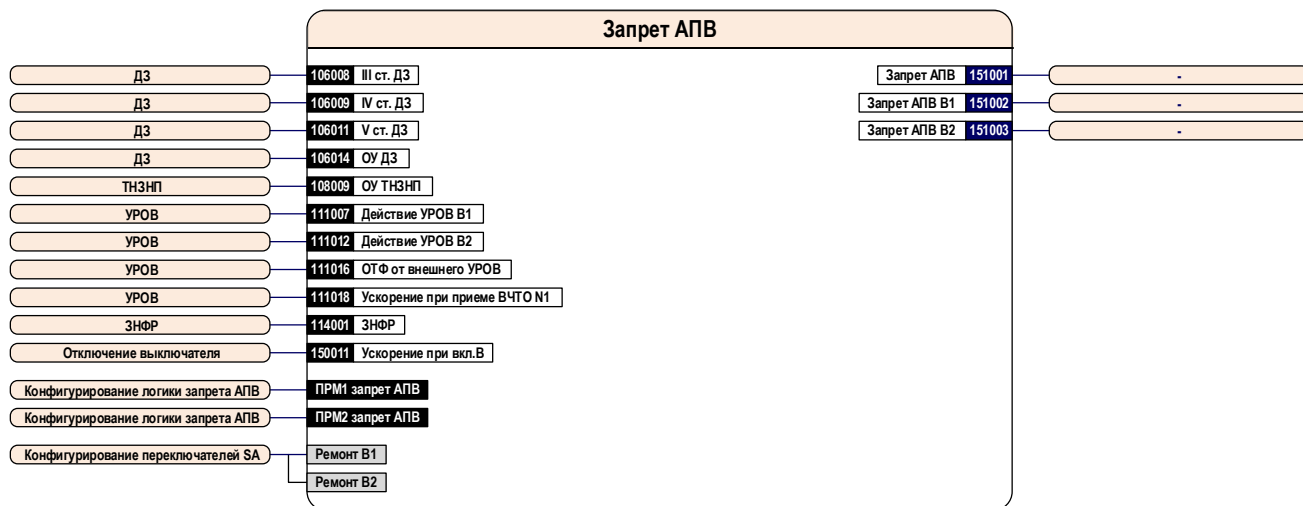 Запрет АПВ
ДЗ 106008 III ст. ДЗ Запрет АПВ 151001 -
ДЗ 106009 IV ст. ДЗ Запрет АПВ В1 151002 -
ДЗ 106011 V ст. ДЗ Запрет АПВ В2 151003 -
ДЗ 106014 ОУ ДЗ
ТНЗНП 108009 ОУ ТНЗНП
УРОВ 111007 Действие УРОВ В1
УРОВ 111012 Действие УРОВ В2
УРОВ 111016 ОТФ от внешнего УРОВ
УРОВ 111018 Ускорение при приеме ВЧТО N1
ЗНФР 114001 ЗНФР
Отключение выключателя 150011 Ускорение при вкл.В
Конфигурирование логики запрета АПВ ПРМ1 запрет АПВ
Конфигурирование логики запрета АПВ ПРМ2 запрет АПВ
Конфигурирование переключателей SA Ремонт В1
Ремонт В2